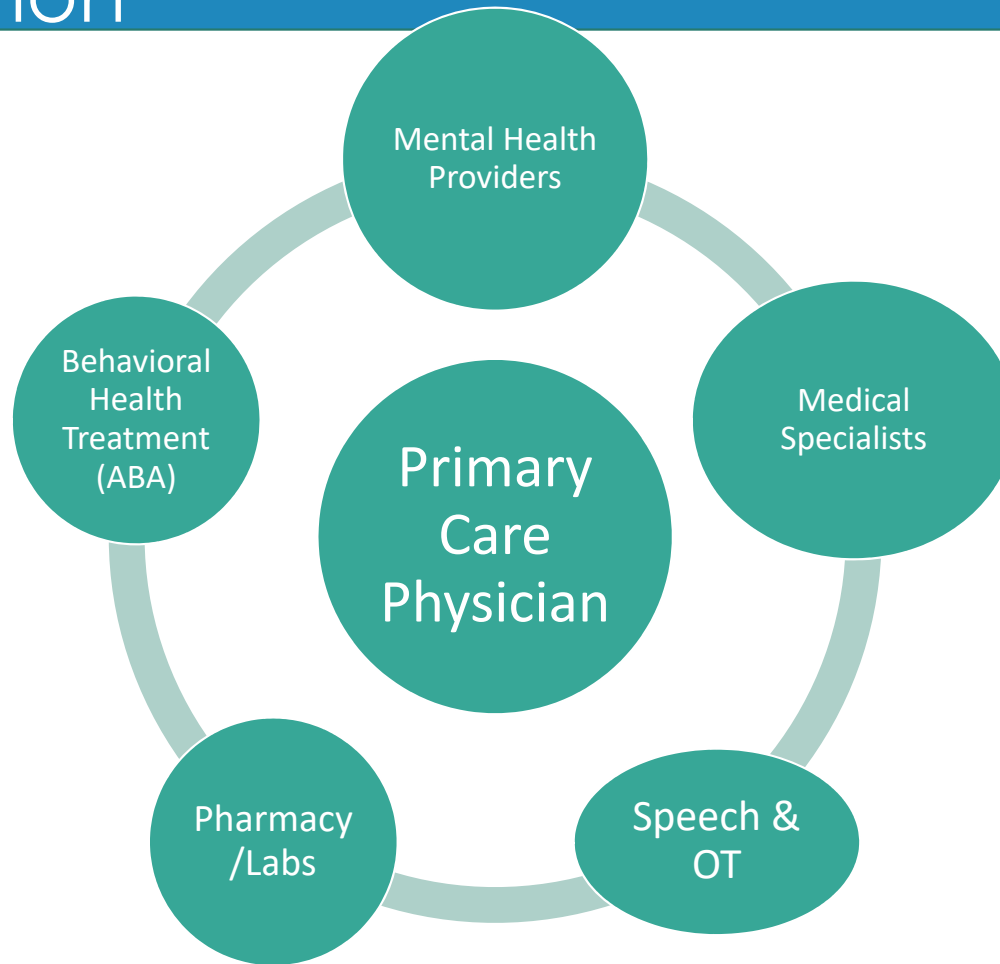 Mental Health
Providers
Medical
Specialists
Speech &
OT
Pharmacy
/Labs
Behavioral
Health
Treatment
(ABA)
Primary
Care
Physician